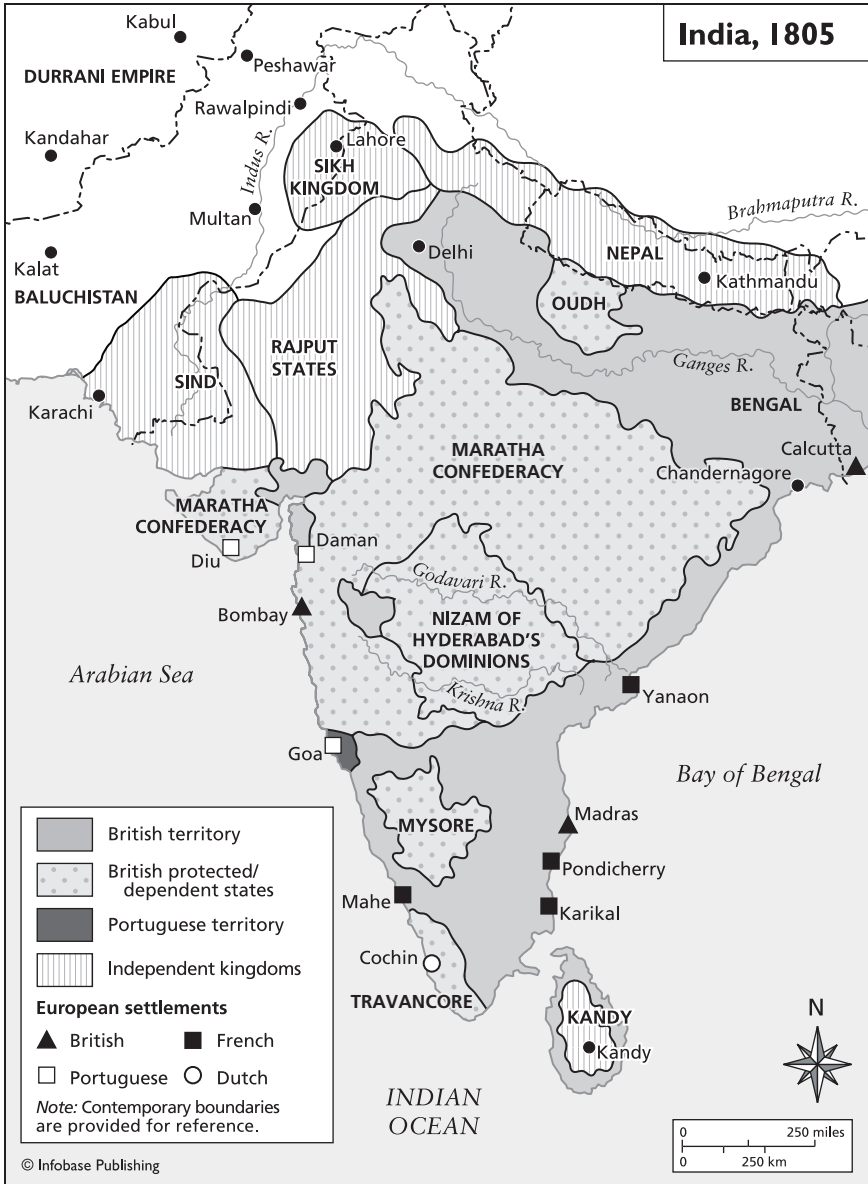 India, 1805
Kabul
DURRANI EMPIRE
Peshawar
Rawalpindi
Kandahar
Lahore
SIKH
KINGDOM
Indus R.
Multan
Brahmaputra R.
Kalat
BALUCHISTAN
Delhi
NEPAL
Kathmandu
OUDH
RAJPUT
STATES
SIND
Karachi
Ganges R.
BENGAL
MARATHA
CONFEDERACY
Calcutta
Chandernagore
MARATHA
CONFEDERACY
Diu
Daman
Godavari R.
Bombay
NIZAM OF
HYDERABAD'S
DOMINIONS
Arabian Sea
Krishna R.
Yanaon
Goa
Bay of Bengal
MYSORE
Madras
Pondicherry
Mahe
Karikal
Cochin
TRAVANCORE
KANDY
Kandy
INDIAN
OCEAN
British territory
British protected/
dependent states
Portuguese territory
Independent kingdoms
European settlements
British
French
Portuguese
Dutch
Note: Contemporary boundaries
are provided for reference.
N
0 250 miles
0 250 km
© Infobase Publishing